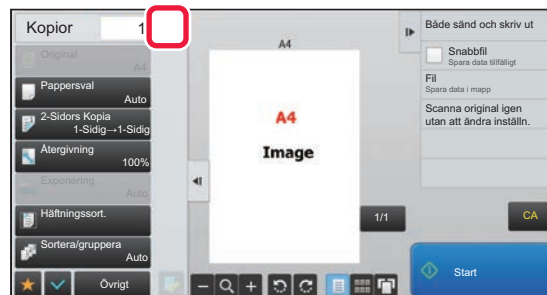 Kopior 1
Original
A4
Pappersval
Auto
2-Sidors Kopia
1-Sidig→1-Sidig
Återgivning
100%
Exponering
Auto
Häftningssort.
Sortera/gruppera
Auto
Övrigt
A4
A4
Image
1/1
Både sänd och skriv ut
Snabbfil
Spara data tillfälligt
Fil
Spara data i mapp
Scanna original igen
utan att ändra inställn.
CA
Start